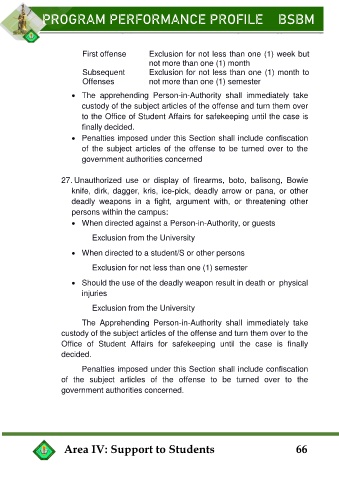 PROGRAM PERFORMANCE PROFILE BSBM
First offense Exclusion for not less than one (1) week but
not more than one (1) month
Subsequent Exclusion for not less than one (1) month to
Offenses not more than one (1) semester
• The apprehending Person-in-Authority shall immediately take
custody of the subject articles of the offense and turn them over
to the Office of Student Affairs for safekeeping until the case is
finally decided.
• Penalties imposed under this Section shall include confiscation
of the subject articles of the offense to be turned over to the
government authorities concerned
27. Unauthorized use or display of firearms, boto, balisong, Bowie
knife, dirk, dagger, kris, ice-pick, deadly arrow or pana, or other
deadly weapons in a fight, argument with, or threatening other
persons within the campus:
• When directed against a Person-in-Authority, or guests
Exclusion from the University
• When directed to a student/S or other persons
Exclusion for not less than one (1) semester
• Should the use of the deadly weapon result in death or physical
injuries
Exclusion from the University
The Apprehending Person-in-Authority shall immediately take
custody of the subject articles of the offense and turn them over to the
Office of Student Affairs for safekeeping until the case is finally
decided.
Penalties imposed under this Section shall include confiscation
of the subject articles of the offense to be turned over to the
government authorities concerned.
Area IV: Support to Students 66